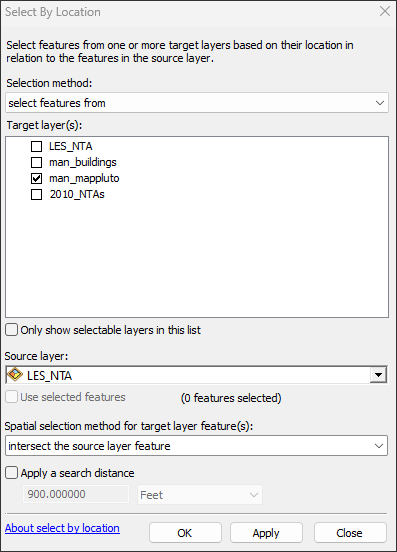 Select By Location
Select features from one or more target layers based on their location in
relation to the features in the source layer.
Selection method:
select features from
Target layer(s):
LES_NTA
man_buildings
man_mappluto
2010_NTAs
Only show selectable layers in this list
Source layer:
LES_NTA
Use selected features (0 features selected)
Spatial selection method for target layer feature(s):
intersect the source layer feature
Apply a search distance
900.000000 Feet
About select by location OK Apply Close